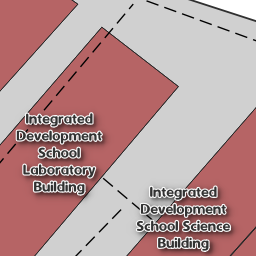 Integrated
Development
School
Laboratory
Building
Integrated
Development
School Science
Building